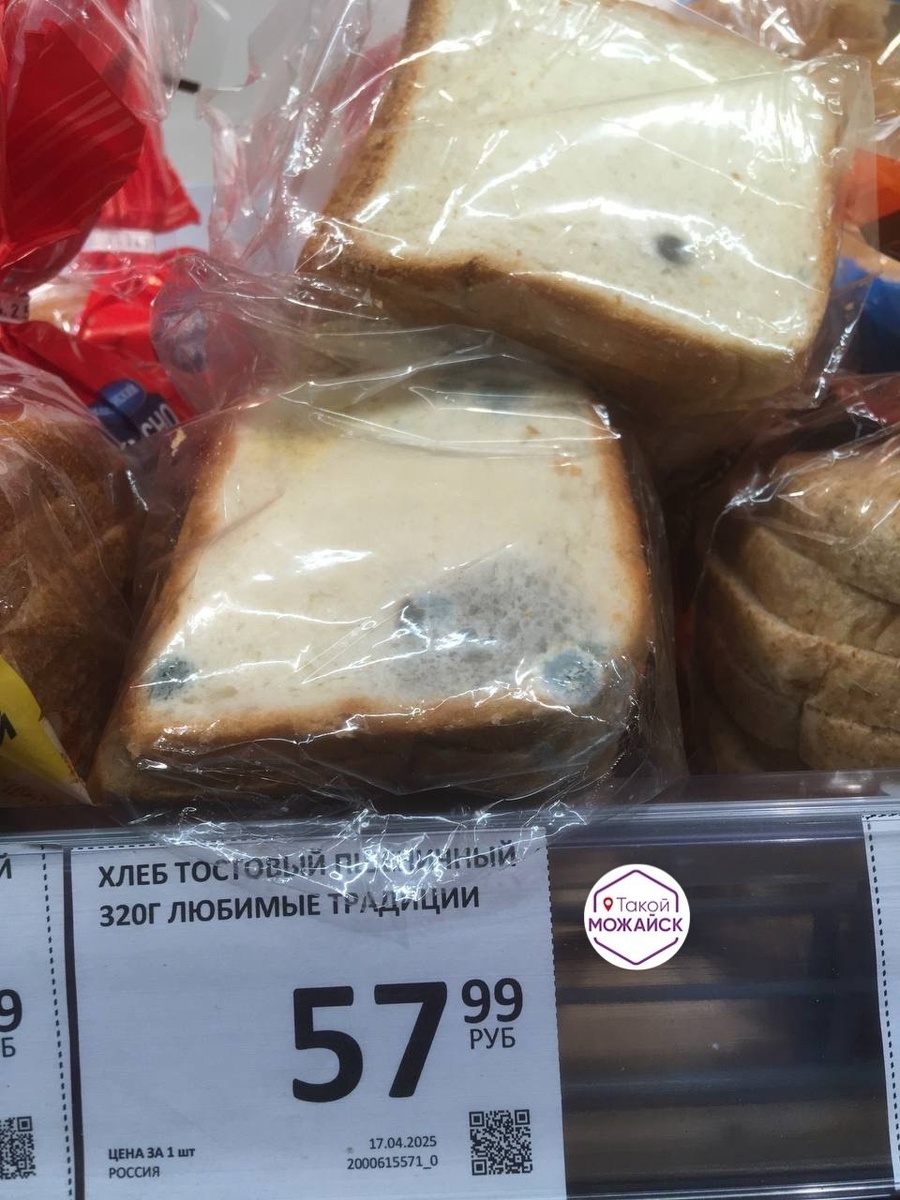 ХЛЕБ ТОСТОВЫЙ ПШЕНИЧНЫЙ
320Г ЛЮБИМЫЕ ТРАДИЦИИ
57 99
РУБ
ЦЕНА ЗА 1 шт
РОССИЯ
17.04.2025
2000615571_0
Такой
МОЖАЙСК